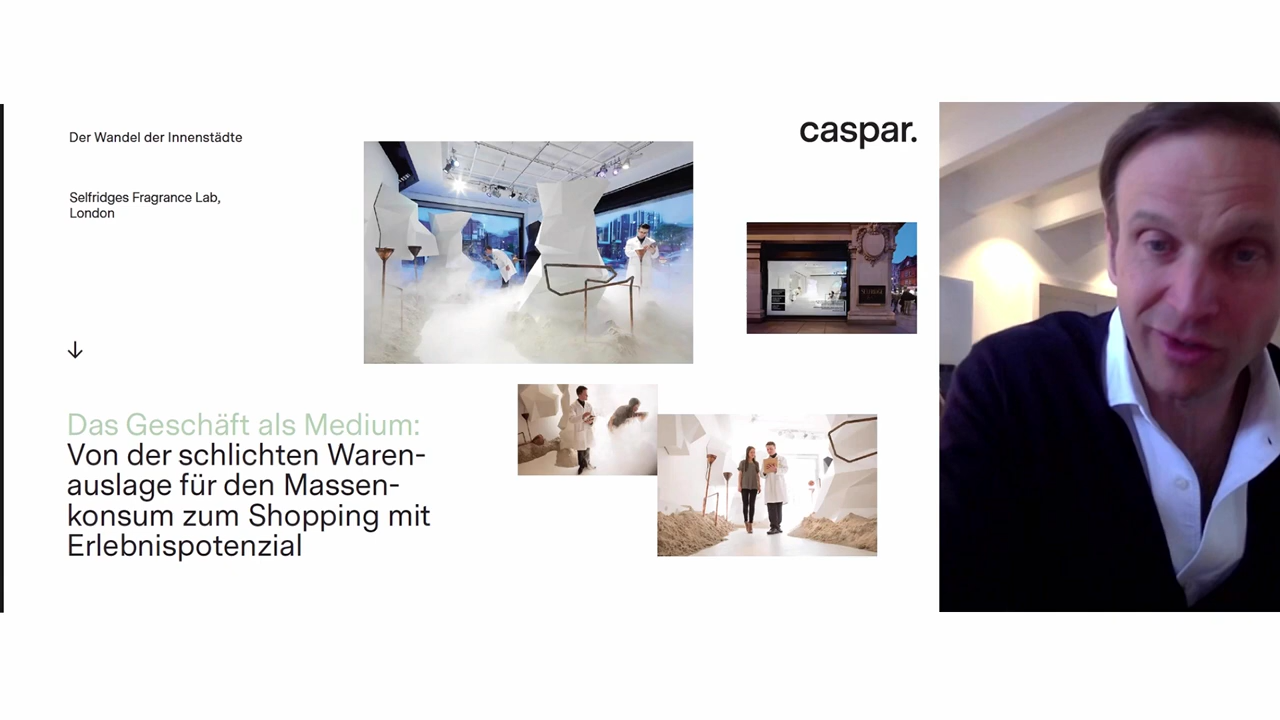 Der Wandel der Innenstädte
caspar.
Selfridges Fragrance Lab,
London
↓
Das Geschäft als Medium:
Von der schlichten Waren-
auslage für den Massen-
konsum zum Shopping mit
Erlebnispotenzial